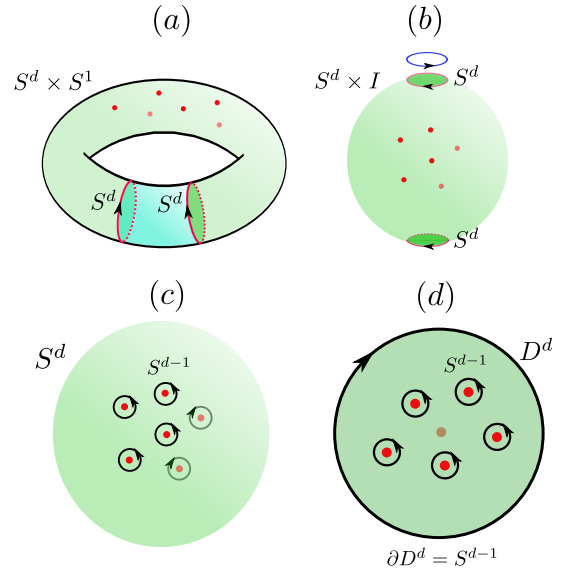 (a)
S^d × S^1
S^d
S^d
(b)
S^d × I
S^d
S^d
(c)
S^d
S^{d−1}
(d)
S^{d−1}
D^d
∂D^d = S^{d−1}